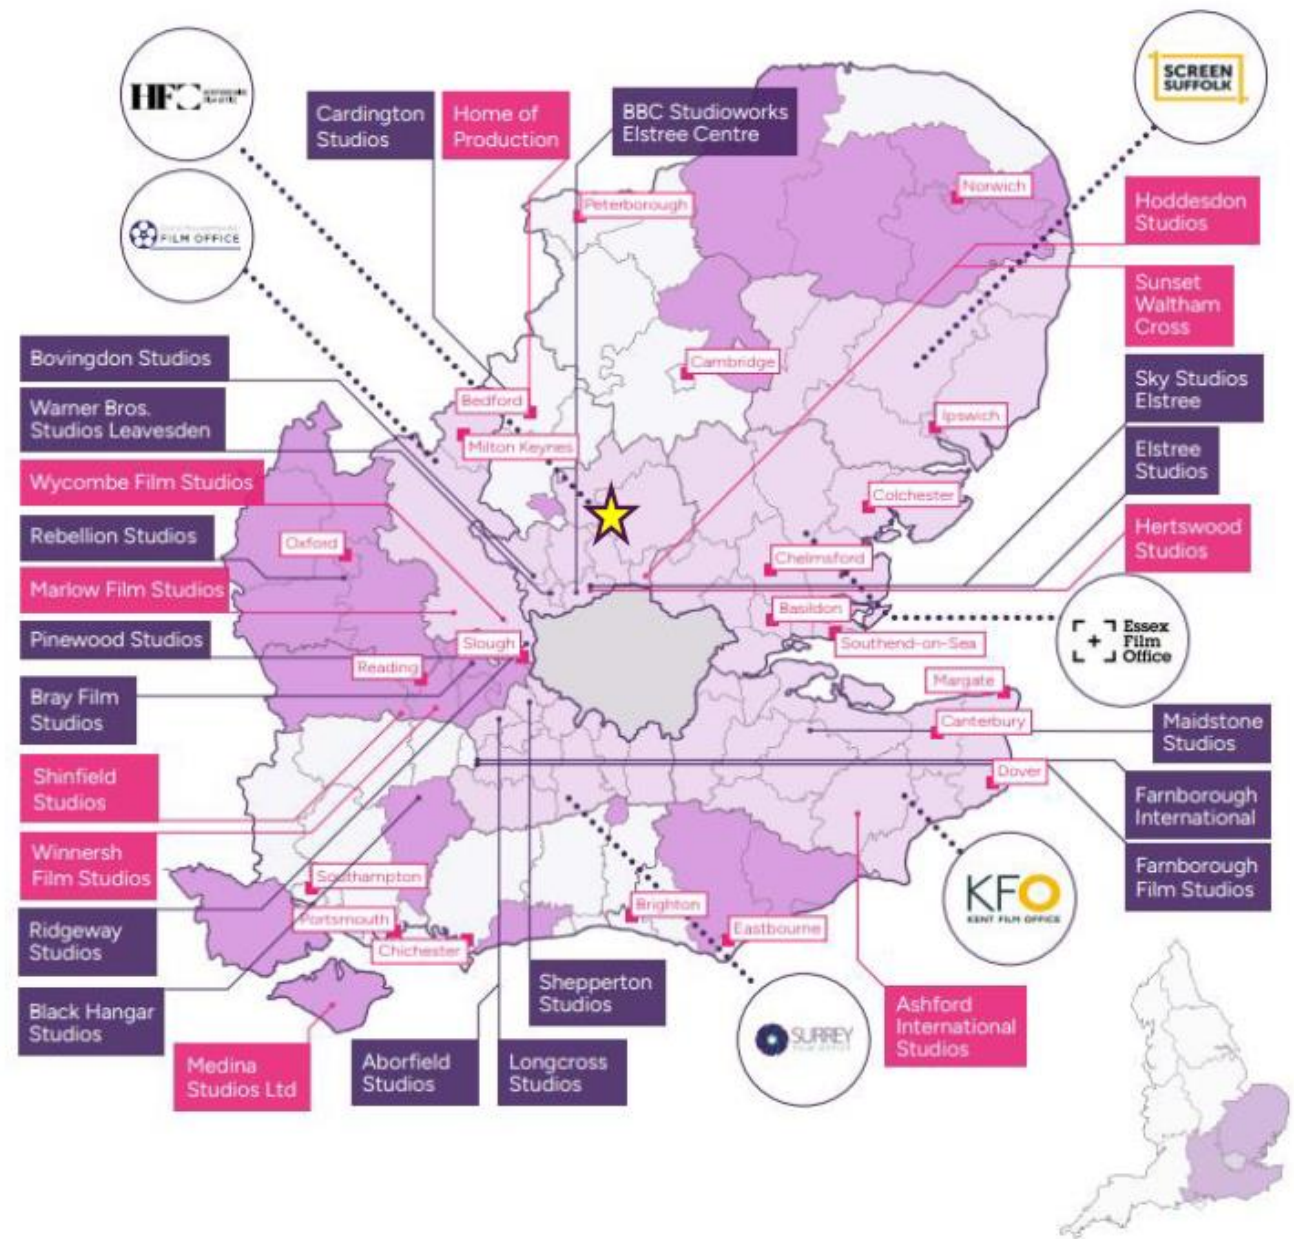 HFO
SCREEN
SUFFOLK
Cardington
Studios
Home of
Production
BBC Studioworks
Elstree Centre
FILM OFFICE
Peterborough
Norwich
Hoddesdon
Studios
Sunset
Waltham
Cross
Bovingdon Studios
Cambridge
Sky Studios
Elstree
Warner Bros.
Studios Leavesden
Bedford
Ipswich
Milton Keynes
Elstree
Studios
Wycombe Film Studios
Colchester
Rebellion Studios
Oxford
Hertswood
Studios
Chelmsford
Marlow Film Studios
Basildon
Pinewood Studios
Slough
Southend-on-Sea
Essex
Film
Office
Reading
Margate
Bray Film
Studios
Canterbury
Maidstone
Studios
Shinfield
Studios
Dover
Farnborough
International
Winnersh
Film Studios
Farnborough
Film Studios
Southampton
KFO
KENT FILM OFFICE
Ridgeway
Studios
Portsmouth
Brighton
Chichester
Eastbourne
Black Hangar
Studios
Shepperton
Studios
Ashford
International
Studios
SURREY
Medina
Studios Ltd
Aborfield
Studios
Longcross
Studios